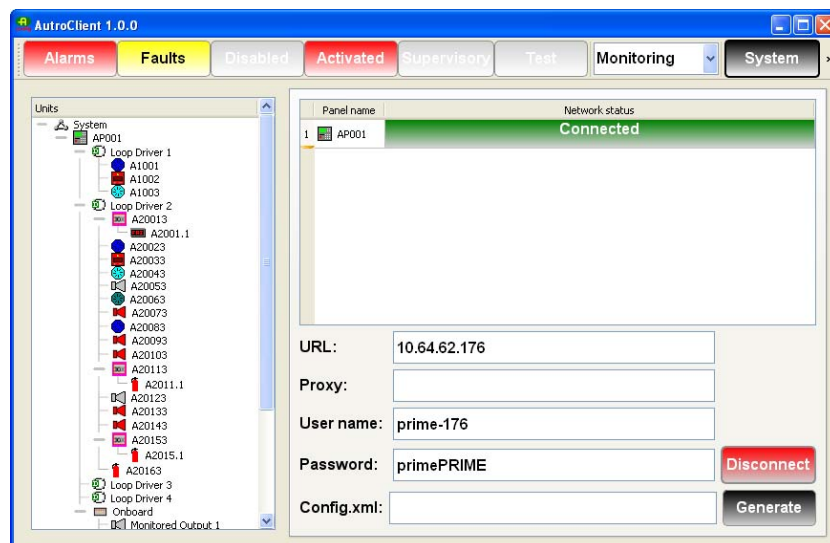 AutroClient 1.0.0
Alarms Faults Disabled Activated Supervisory Test Monitoring System »
Units
System
AP001
Loop Driver 1
A1001
A1002
A1003
Loop Driver 2
A20013
A2001.1
A20023
A20033
A20043
A20053
A20063
A20073
A20083
A20093
A20103
A20113
A2011.1
A20123
A20133
A20143
A20153
A2015.1
A20163
Loop Driver 3
Loop Driver 4
Onboard
Monitored Output 1
Panel name Network status
1 AP001 Connected
URL: 10.64.62.176
Proxy:
User name: prime-176
Password: primePRIME Disconnect
Config.xml: Generate